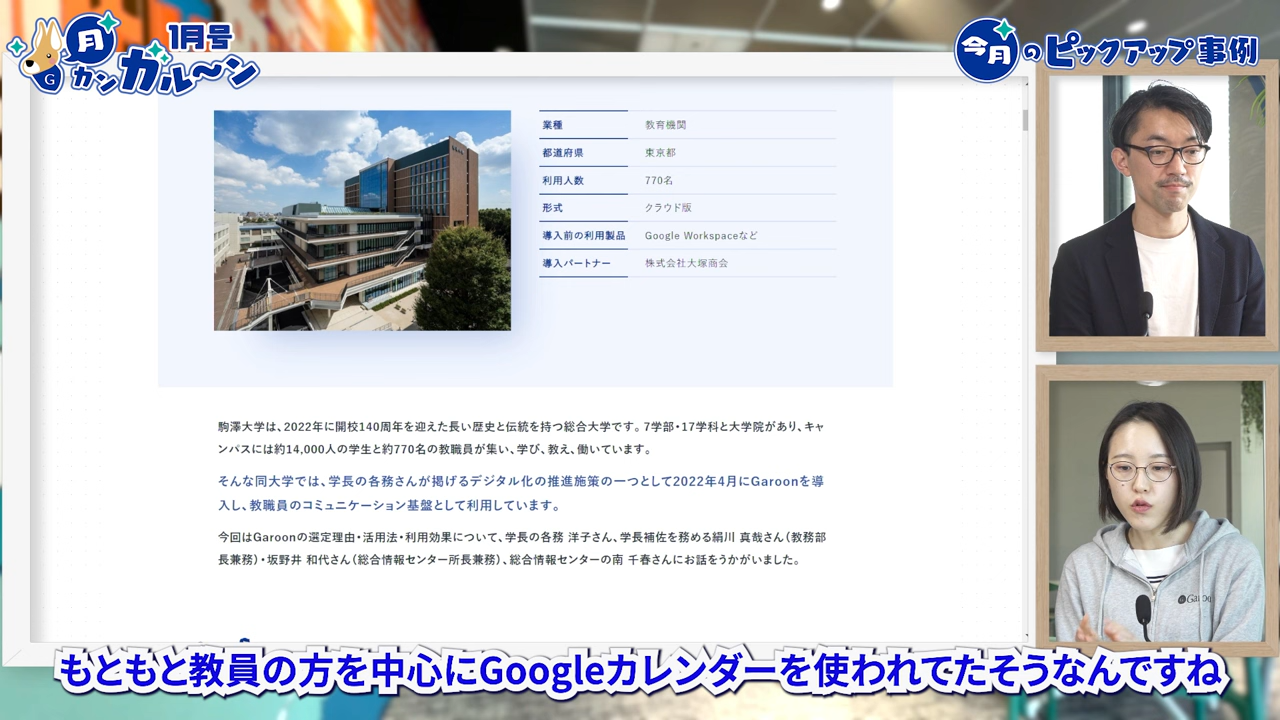 月
カンガル〜ン
1月号
G
今月のピックアップ事例
業種 教育機関
都道府県 東京都
利用人数 770名
形式 クラウド版
導入前の利用製品 Google Workspaceなど
導入パートナー 株式会社大塚商会
駒澤大学は、2022年に開校140周年を迎えた長い歴史と伝統を持つ総合大学です。7学部・17学科と大学院があり、キャ
ンパスには約14,000人の学生と約770名の教職員が集い、学び、教え、働いています。
そんな同大学では、学長の各務さんが掲げるデジタル化の推進施策の一つとして2022年4月にGaroonを導
入し、教職員のコミュニケーション基盤として利用しています。
今回はGaroonの選定理由・活用法・利用効果について、学長の各務 洋子さん、学長補佐を務める絹川 真哉さん（教務部
長兼務）・坂野井 和代さん（総合情報センター所長兼務）、総合情報センターの南 千春さんにお話をうかがいました。
Garoon
もともと教員の方を中心にGoogleカレンダーを使われてたそうなんですね